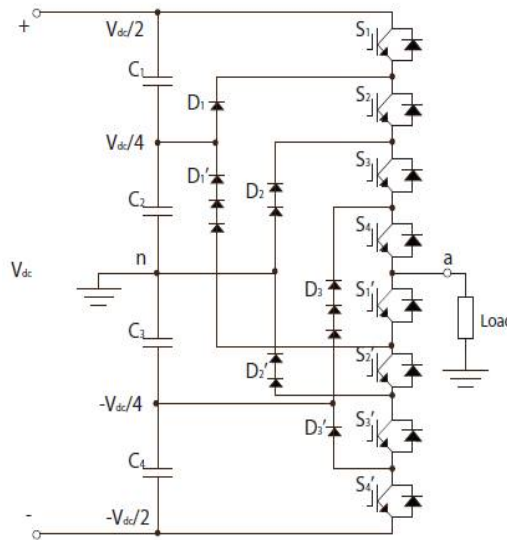 +
Vdc/2
S1
C1
D1
S2
Vdc/4
D1'
D2
S3
C2
S4
Vdc
n
a
D3
S1'
Load
C3
D2'
S2'
-Vdc/4
D3'
S3'
C4
S4'
-
-Vdc/2